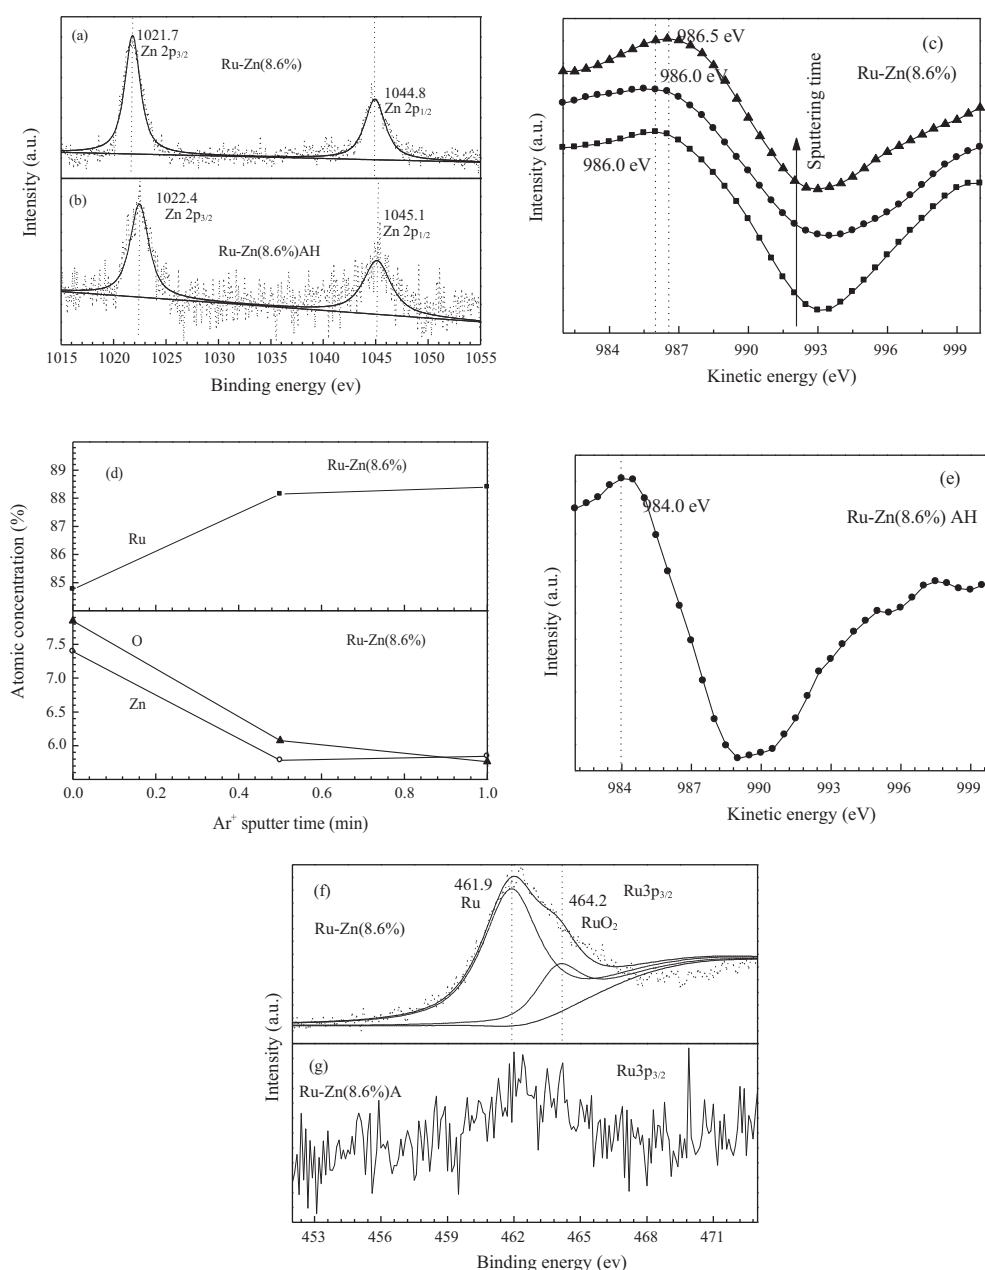 (a)
1021.7
Zn 2p3/2
Ru-Zn(8.6%)
1044.8
Zn 2p1/2
(b)
1022.4
Zn 2p3/2
Ru-Zn(8.6%)AH
1045.1
Zn 2p1/2
Intensity (a.u.)
1015 1020 1025 1030 1035 1040 1045 1050 1055
Binding energy (ev)
986.5 eV
(c)
986.0 eV
Ru-Zn(8.6%)
986.0 eV
Sputtering time
Intensity (a.u.)
984 987 990 993 996 999
Kinetic energy (eV)
(d)
Ru-Zn(8.6%)
89
88
87
86
85
Ru
O
Ru-Zn(8.6%)
Zn
7.5
7.0
6.5
6.0
Atomic concentration (%)
0.0 0.2 0.4 0.6 0.8 1.0
Ar+ sputter time (min)
(e)
984.0 eV
Ru-Zn(8.6%) AH
Intensity (a.u.)
984 987 990 993 996 999
Kinetic energy (eV)
(f)
461.9
Ru
Ru3p3/2
464.2
RuO2
Ru-Zn(8.6%)
(g)
Ru-Zn(8.6%)A
Ru3p3/2
Intensity (a.u.)
453 456 459 462 465 468 471
Binding energy (ev)